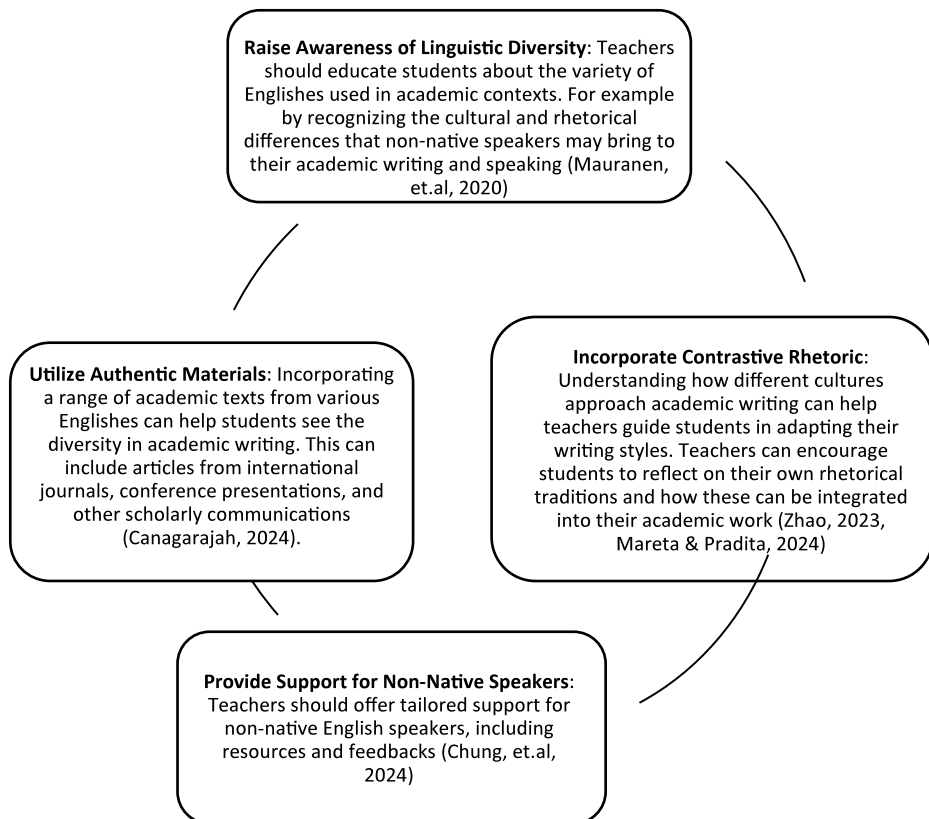 Raise Awareness of Linguistic Diversity: Teachers
should educate students about the variety of
Englishes used in academic contexts. For example
by recognizing the cultural and rhetorical
differences that non-native speakers may bring to
their academic writing and speaking (Mauranen,
et.al, 2020)
Utilize Authentic Materials: Incorporating
a range of academic texts from various
Englishes can help students see the
diversity in academic writing. This can
include articles from international
journals, conference presentations, and
other scholarly communications
(Canagarajah, 2024).
Incorporate Contrastive Rhetoric:
Understanding how different cultures
approach academic writing can help
teachers guide students in adapting their
writing styles. Teachers can encourage
students to reflect on their own rhetorical
traditions and how these can be integrated
into their academic work (Zhao, 2023,
Mareta & Pradita, 2024)
Provide Support for Non-Native Speakers:
Teachers should offer tailored support for
non-native English speakers, including
resources and feedbacks (Chung, et.al,
2024)